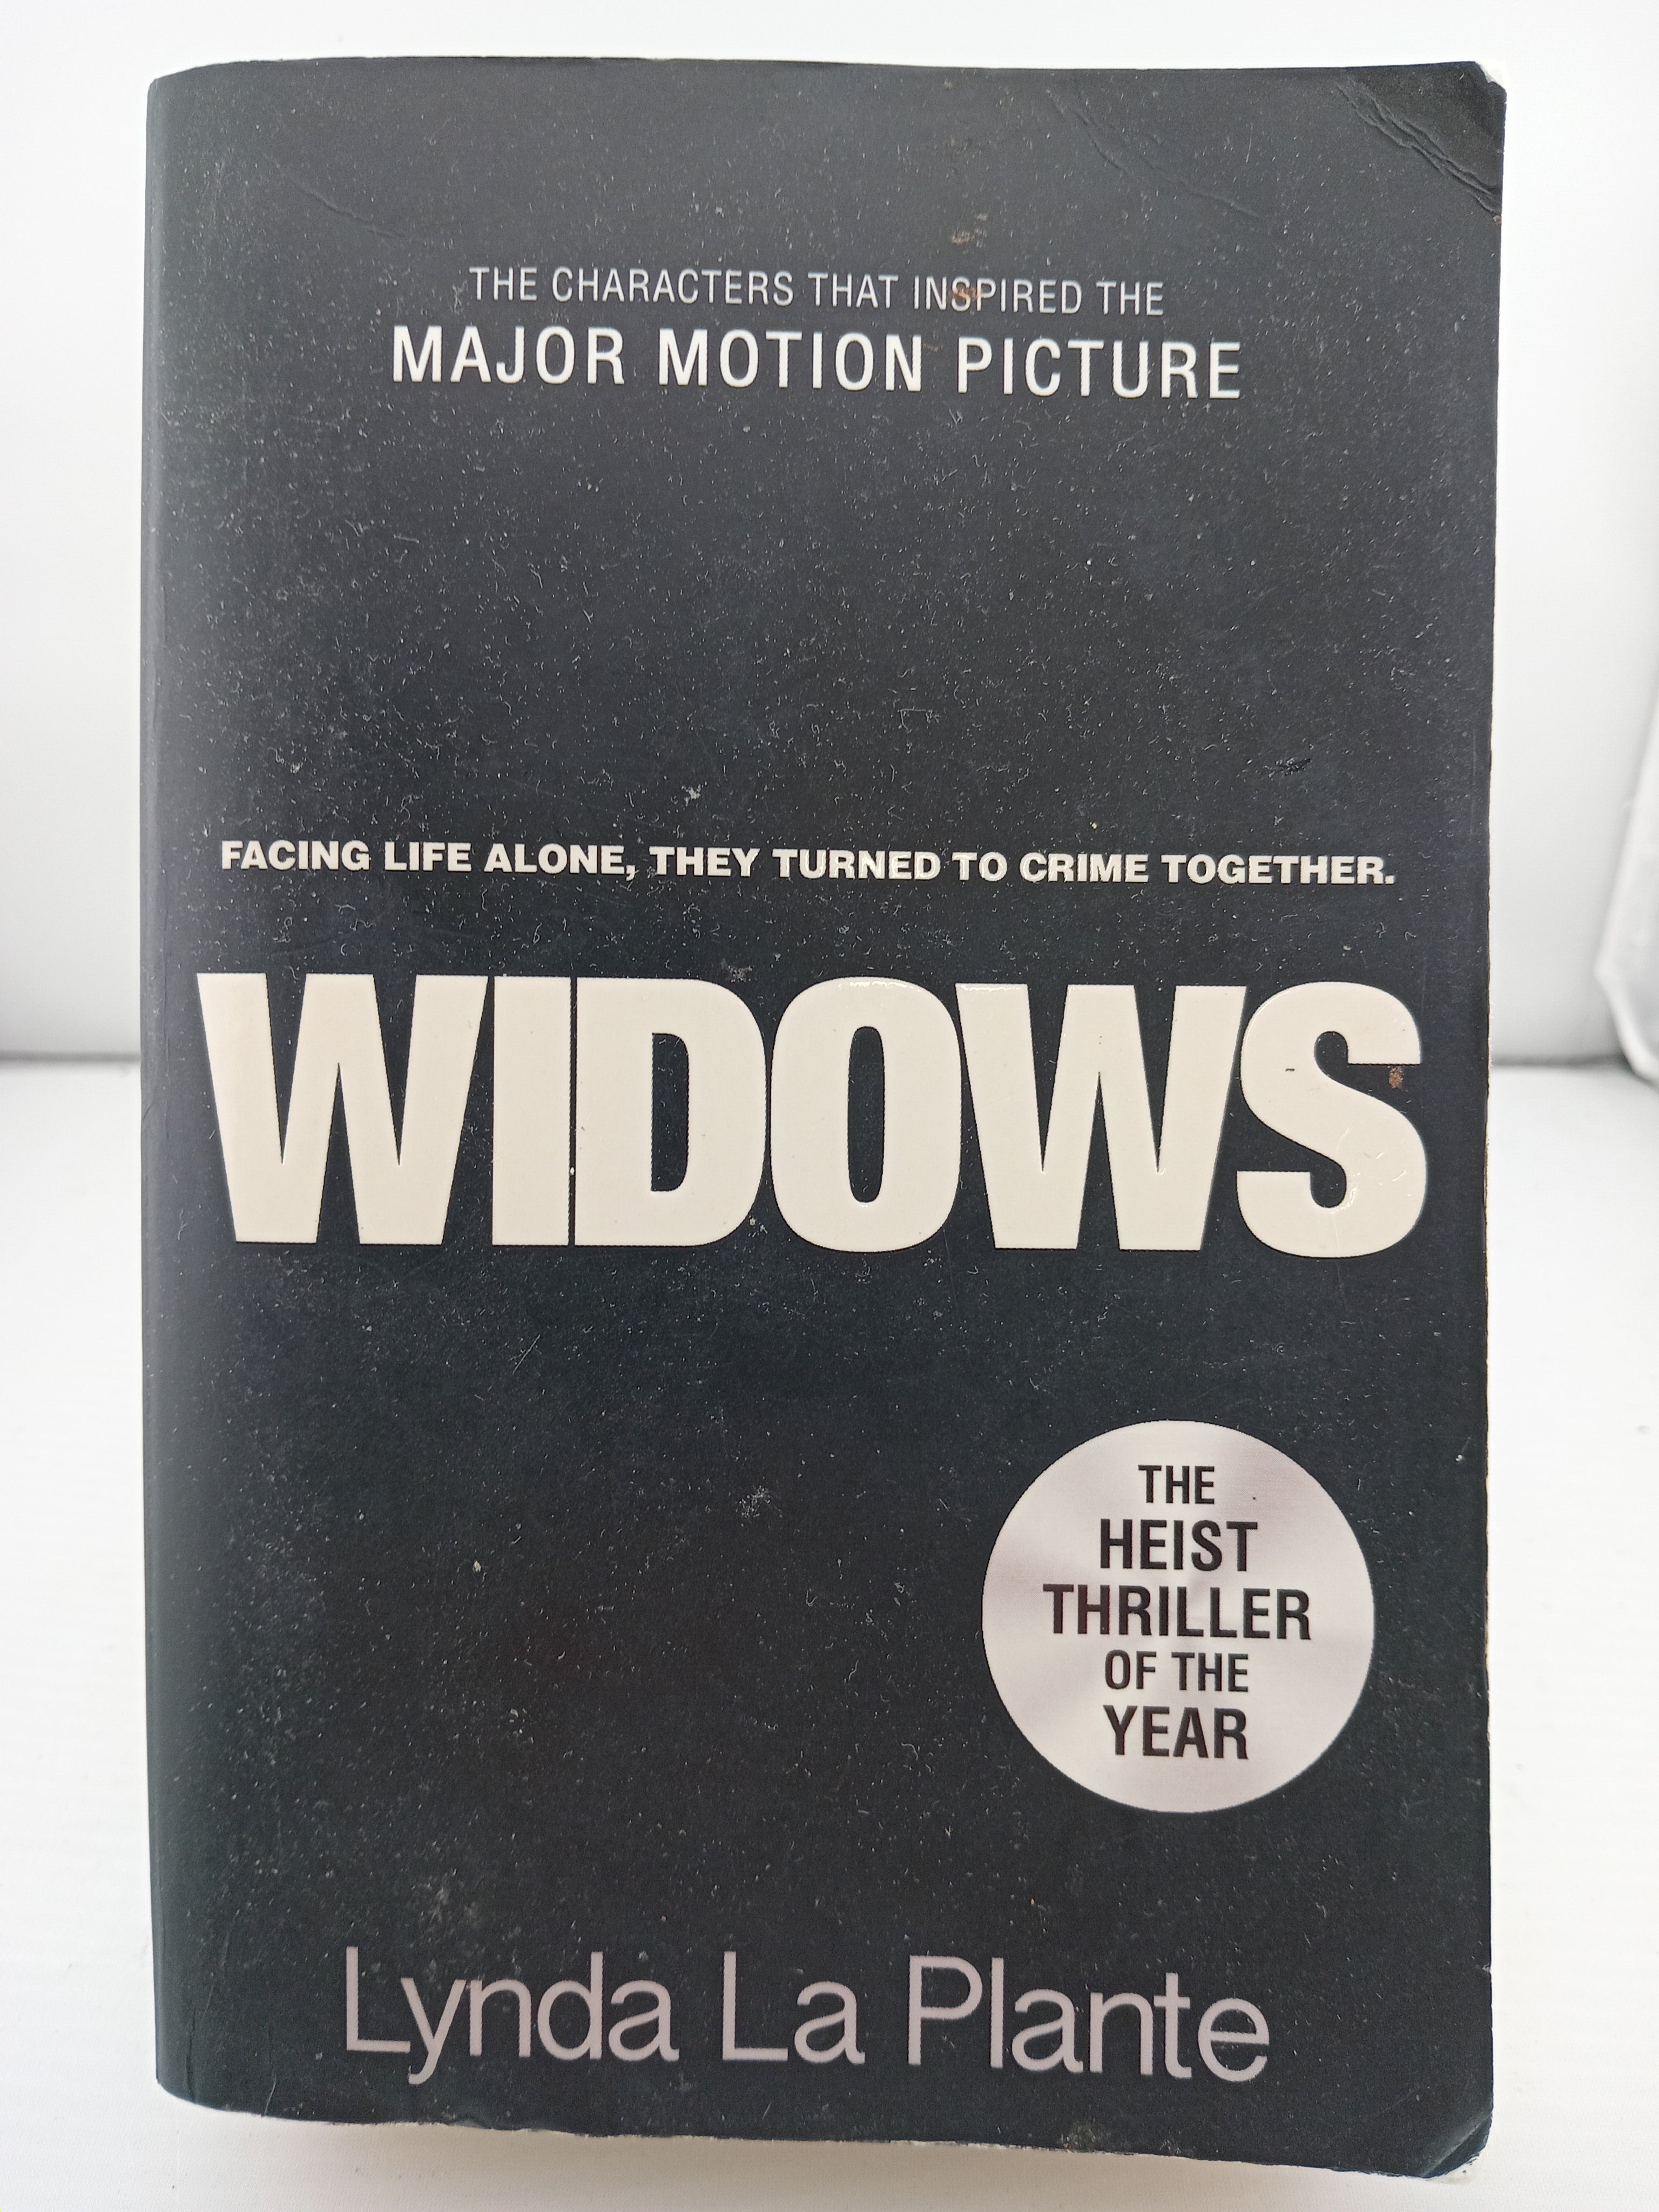 THE CHARACTERS THAT INSPIRED THE
MAJOR MOTION PICTURE
FACING LIFE ALONE, THEY TURNED TO CRIME TOGETHER.
WIDOWS
THE
HEIST
THRILLER
OF THE
YEAR
Lynda La Plante